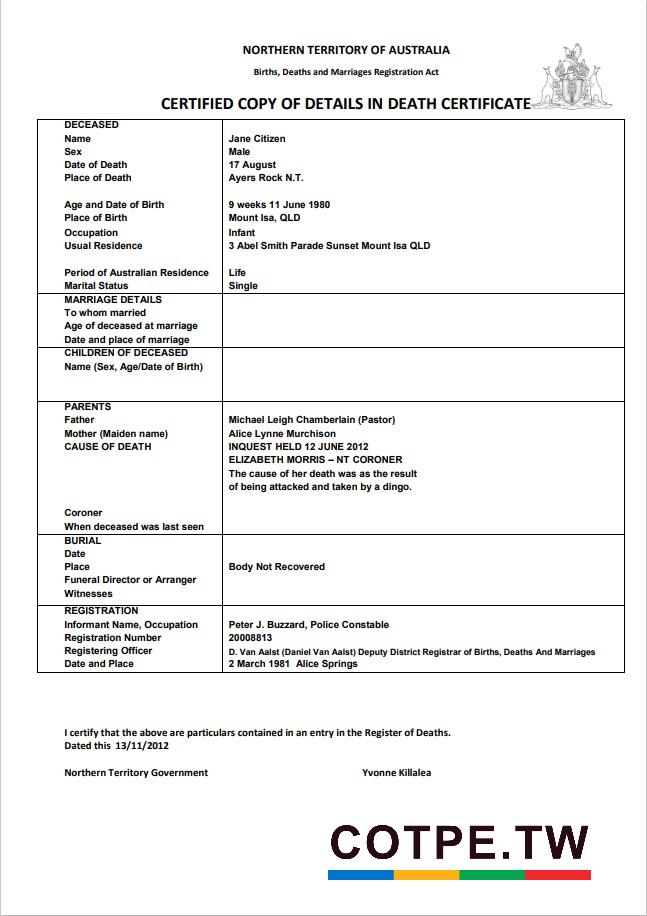 NORTHERN TERRITORY OF AUSTRALIA
Births, Deaths and Marriages Registration Act
CERTIFIED COPY OF DETAILS IN DEATH CERTIFICATE
DECEASED
Name Jane Citizen
Sex Male
Date of Death 17 August
Place of Death Ayers Rock N.T.
Age and Date of Birth 9 weeks 11 June 1980
Place of Birth Mount Isa, QLD
Occupation Infant
Usual Residence 3 Abel Smith Parade Sunset Mount Isa QLD
Period of Australian Residence Life
Marital Status Single
MARRIAGE DETAILS
To whom married
Age of deceased at marriage
Date and place of marriage
CHILDREN OF DECEASED
Name (Sex, Age/Date of Birth)
PARENTS
Father Michael Leigh Chamberlain (Pastor)
Mother (Maiden name) Alice Lynne Murchison
CAUSE OF DEATH INQUEST HELD 12 JUNE 2012
ELIZABETH MORRIS – NT CORONER
The cause of her death was as the result
of being attacked and taken by a dingo.
Coroner
When deceased was last seen
BURIAL
Date
Place Body Not Recovered
Funeral Director or Arranger
Witnesses
REGISTRATION
Informant Name, Occupation Peter J. Buzzard, Police Constable
Registration Number 20008813
Registering Officer D. Van Aalst (Daniel Van Aalst) Deputy District Registrar of Births, Deaths And Marriages
Date and Place 2 March 1981 Alice Springs
I certify that the above are particulars contained in an entry in the Register of Deaths.
Dated this 13/11/2012
Northern Territory Government Yvonne Killalea
COTPE.TW